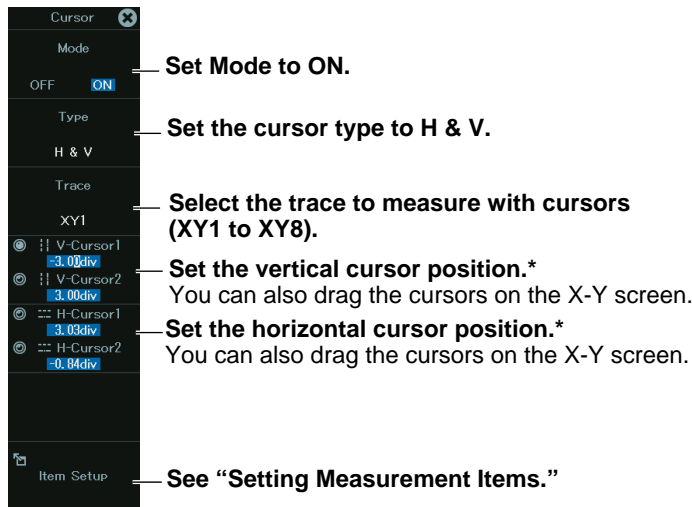 Cursor
Mode
OFF ON
Set Mode to ON.
Type
H & V
Set the cursor type to H & V.
Trace
XY1
Select the trace to measure with cursors
(XY1 to XY8).
V-Cursor1
-3.00div
V-Cursor2
3.00div
Set the vertical cursor position.*
You can also drag the cursors on the X-Y screen.
H-Cursor1
3.03div
H-Cursor2
-0.84div
Set the horizontal cursor position.*
You can also drag the cursors on the X-Y screen.
Item Setup
See “Setting Measurement Items.”